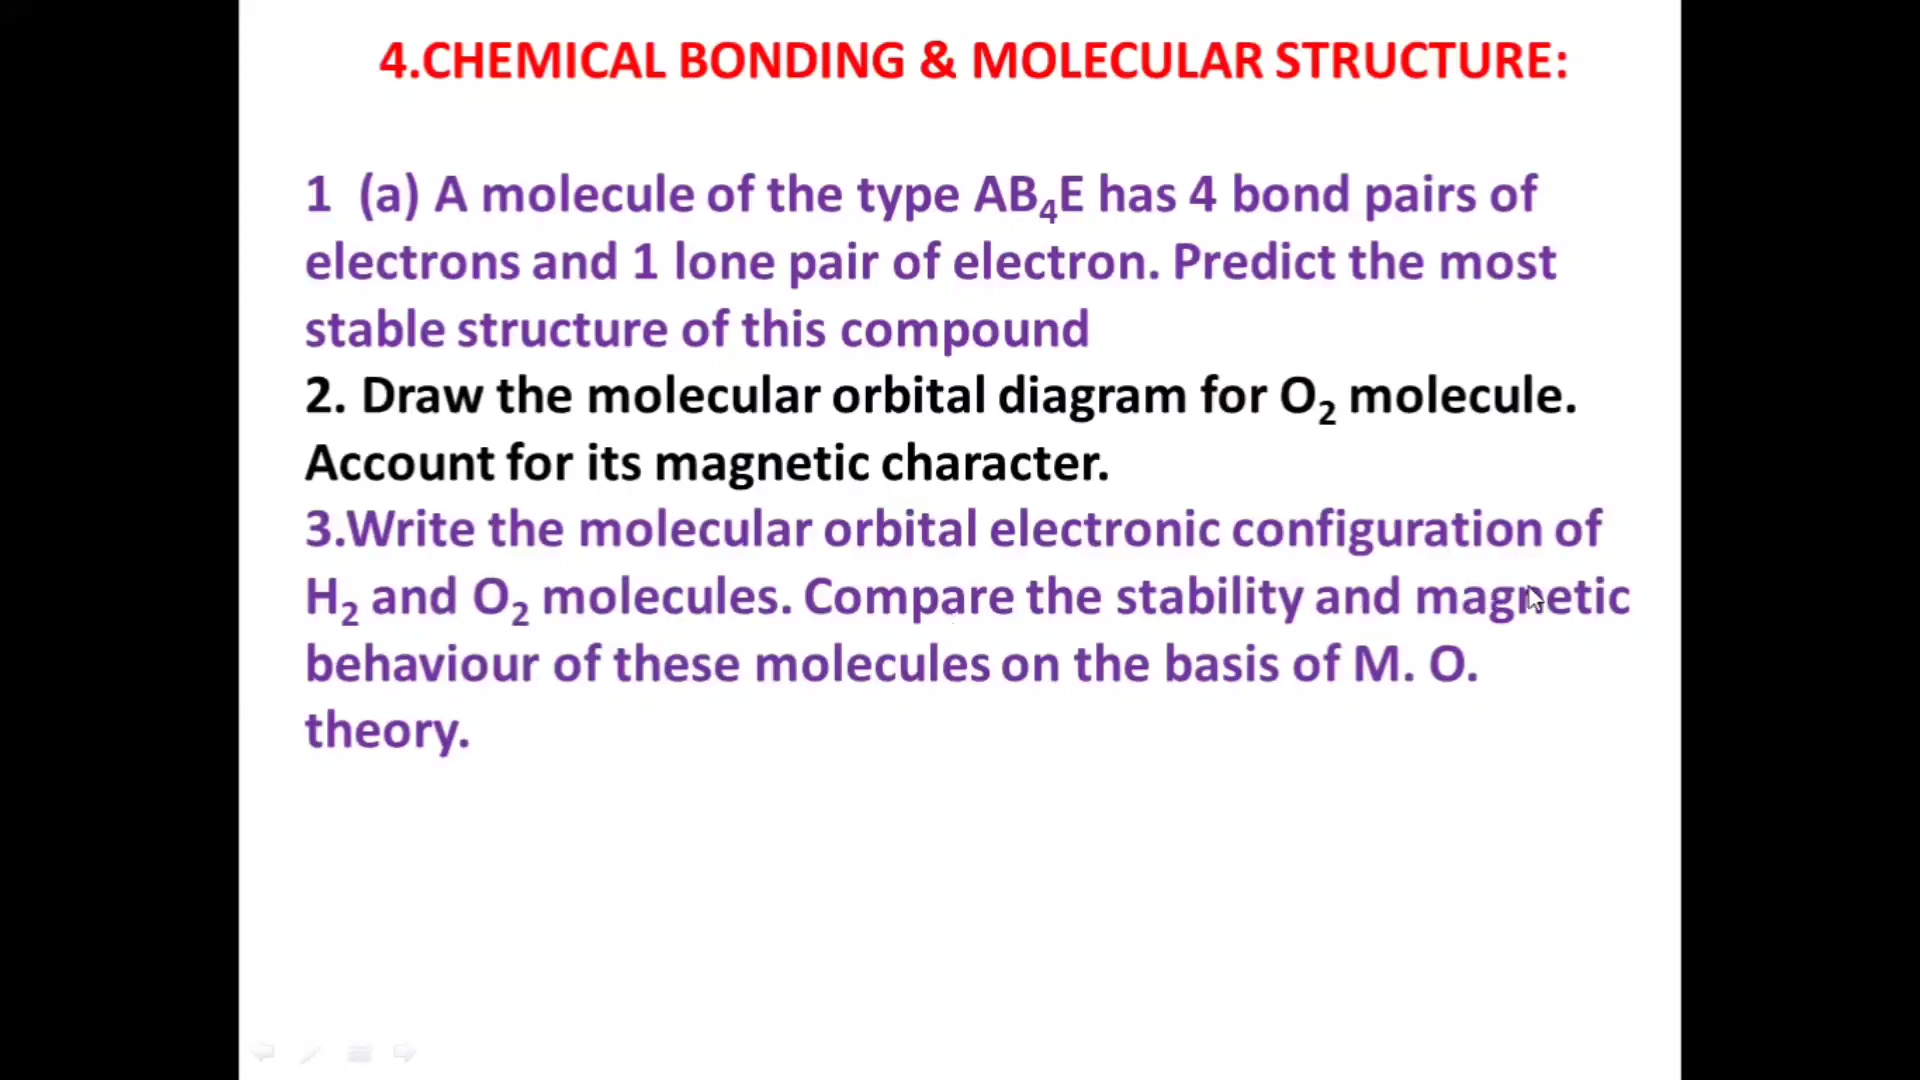 4.CHEMICAL BONDING & MOLECULAR STRUCTURE:
1 (a) A molecule of the type AB₄E has 4 bond pairs of
electrons and 1 lone pair of electron. Predict the most
stable structure of this compound
2. Draw the molecular orbital diagram for O₂ molecule.
Account for its magnetic character.
3.Write the molecular orbital electronic configuration of
H₂ and O₂ molecules. Compare the stability and magnetic
behaviour of these molecules on the basis of M. O.
theory.